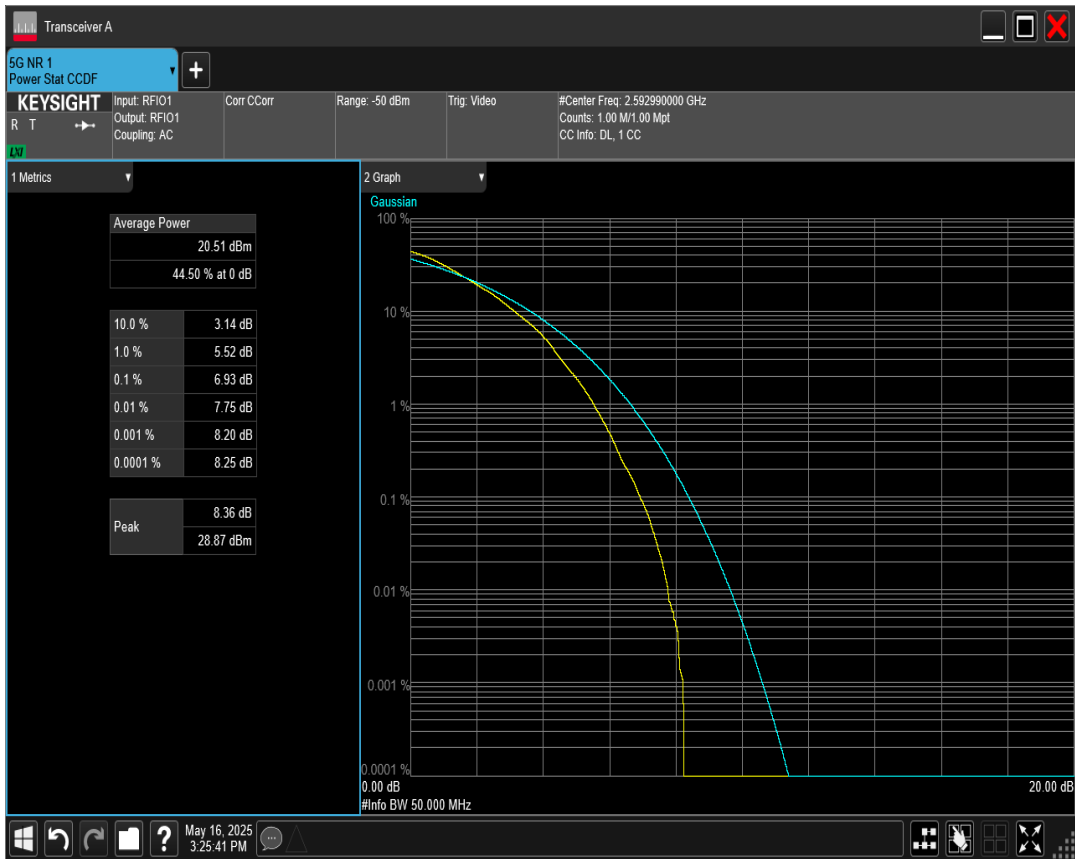 Transceiver A
5G NR 1
Power Stat CCDF
+
KEYSIGHT
R T
LXI
Input: RFIO1
Output: RFIO1
Coupling: AC
Corr CCorr
Range: -50 dBm
Trig: Video
#Center Freq: 2.592990000 GHz
Counts: 1.00 M/1.00 Mpt
CC Info: DL, 1 CC
1 Metrics
Average Power
20.51 dBm
44.50 % at 0 dB
10.0 % 3.14 dB
1.0 % 5.52 dB
0.1 % 6.93 dB
0.01 % 7.75 dB
0.001 % 8.20 dB
0.0001 % 8.25 dB
Peak
8.36 dB
28.87 dBm
2 Graph
Gaussian
100 %
10 %
1 %
0.1 %
0.01 %
0.001 %
0.0001 %
0.00 dB 20.00 dB
#Info BW 50.000 MHz
?
May 16, 2025
3:25:41 PM